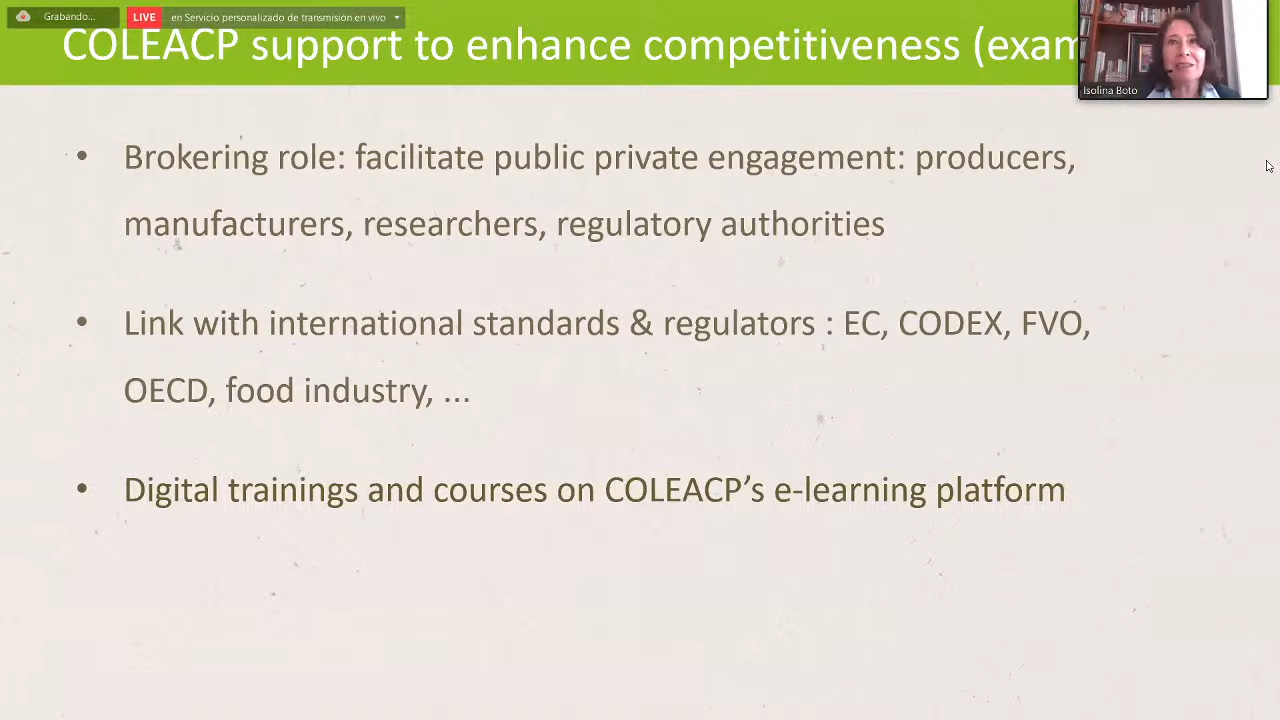 Grabando...
LIVE en Servicio personalizado de transmisión en vivo
COLEACP support to enhance competitiveness (exam
Isolina Boto
• Brokering role: facilitate public private engagement: producers,
manufacturers, researchers, regulatory authorities
• Link with international standards & regulators : EC, CODEX, FVO,
OECD, food industry, ...
• Digital trainings and courses on COLEACP’s e-learning platform